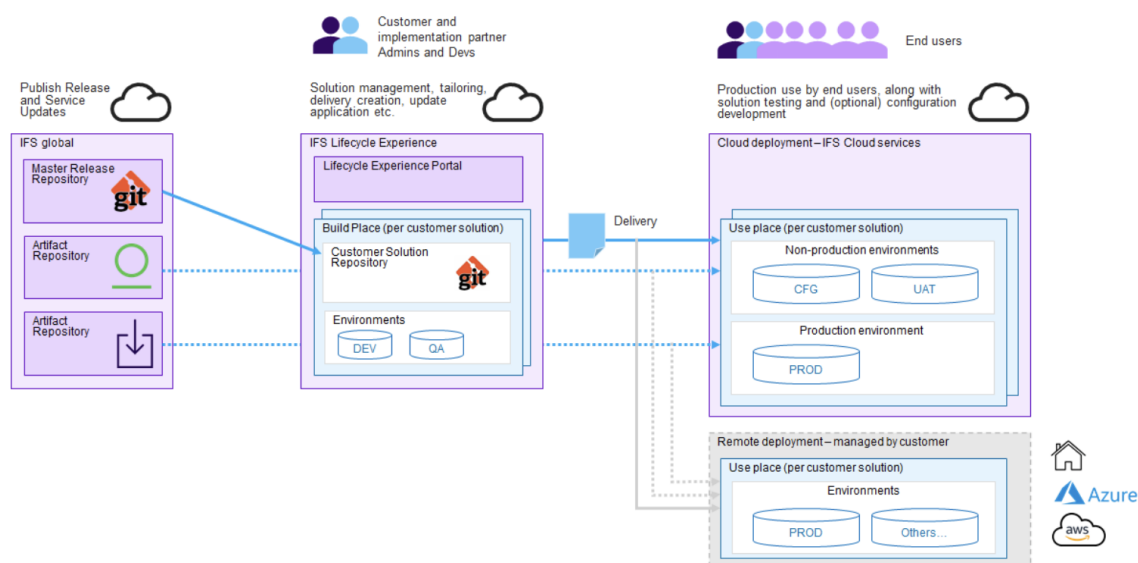 Customer and
implementation partner
Admins and Devs
End users
Publish Release
and Service
Updates
Solution management, tailoring,
delivery creation, update
application etc.
Production use by end users, along with
solution testing and (optional) configuration
development
IFS global
Master Release
Repository
git
Artifact
Repository
Artifact
Repository
IFS Lifecycle Experience
Lifecycle Experience Portal
Build Place (per customer solution)
Customer Solution
Repository
git
Environments
DEV
QA
Delivery
Cloud deployment – IFS Cloud services
Use place (per customer solution)
Non-production environments
CFG
UAT
Production environment
PROD
Remote deployment – managed by customer
Use place (per customer solution)
Environments
PROD
Others...
Azure
aws